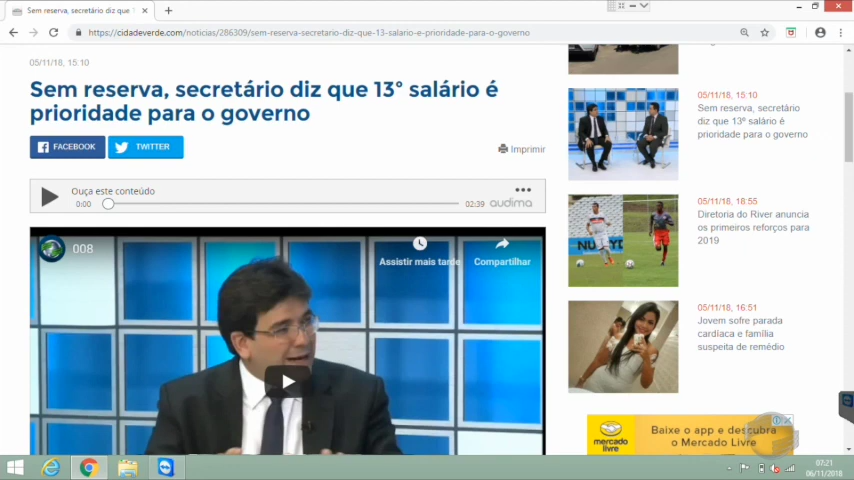 Sem reserva, secretário diz que 1
https://cidadeverde.com/noticias/286309/sem-reserva-secretario-diz-que-13-salario-e-prioridade-para-o-governo
05/11/18, 15:10
Sem reserva, secretário diz que 13° salário é
prioridade para o governo
FACEBOOK
TWITTER
Imprimir
Ouça este conteúdo
0:00
02:39
audima
008
Assistir mais tarde
Compartilhar
05/11/18, 15:10
Sem reserva, secretário
diz que 13º salário é
prioridade para o governo
05/11/18, 18:55
Diretoria do River anuncia
os primeiros reforços para
2019
05/11/18, 16:51
Jovem sofre parada
cardíaca e família
suspeita de remédio
mercado
livre
Baixe o app e descubra
o Mercado Livre
07:21
06/11/2018